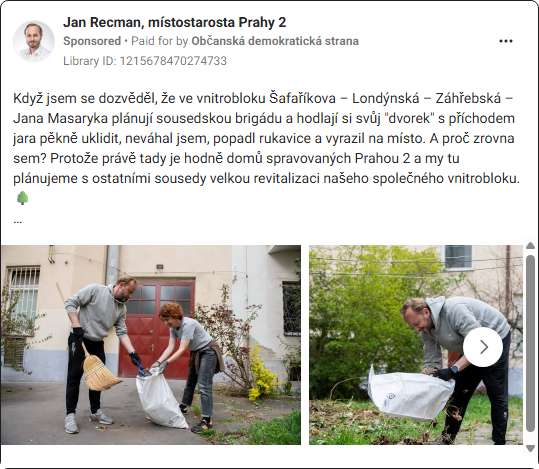 Jan Recman, místostarosta Prahy 2
Sponsored • Paid for by Občanská demokratická strana
Library ID: 1215678470274733
Když jsem se dozvěděl, že ve vnitrobloku Šafaříkova – Londýnská – Záhřebská –
Jana Masaryka plánují sousedskou brigádu a hodlají si svůj "dvorek" s příchodem
jara pěkně uklidit, neváhal jsem, popadl rukavice a vyrazil na místo. A proč zrovna
sem? Protože právě tady je hodně domů spravovaných Prahou 2 a my tu
plánujeme s ostatními sousedy velkou revitalizaci našeho společného vnitrobloku.
🌳
...